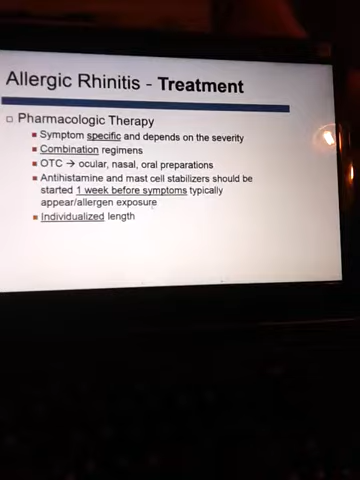 Allergic Rhinitis - Treatment
Pharmacologic Therapy
Symptom specific and depends on the severity
Combination regimens
OTC → ocular, nasal, oral preparations
Antihistamine and mast cell stabilizers should be
started 1 week before symptoms typically
appear/allergen exposure
Individualized length